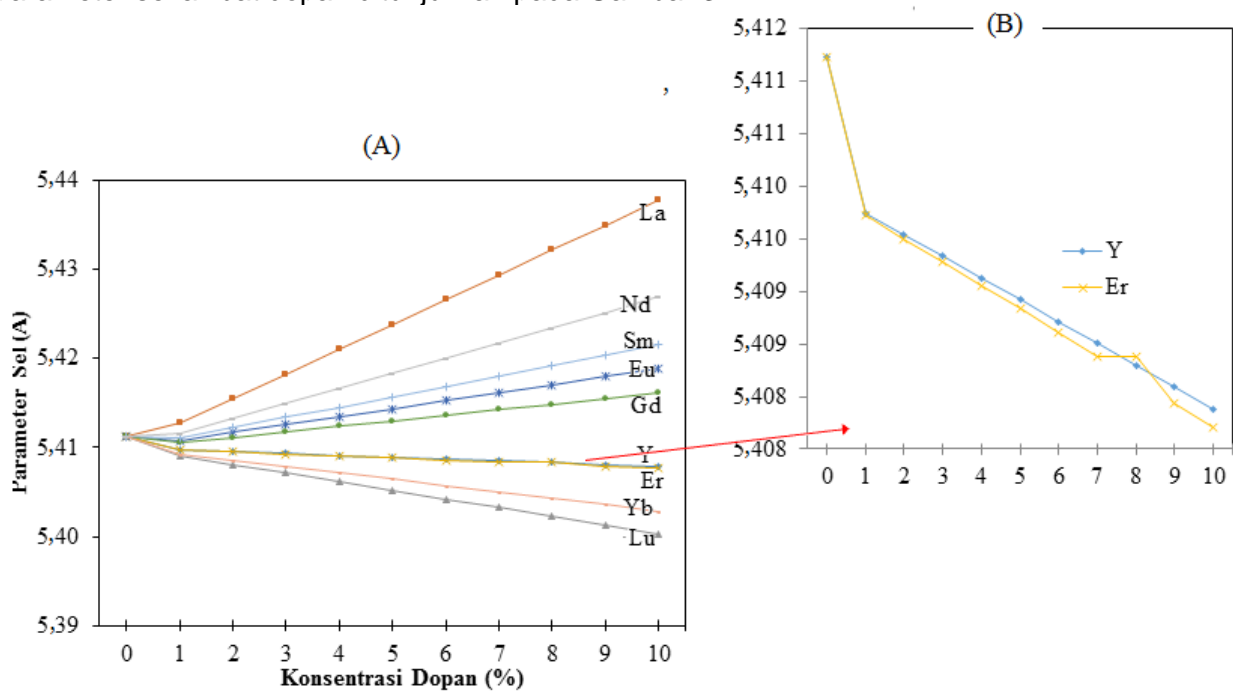 (A)
5,44
5,43
5,42
5,41
5,40
5,39
Parameter Sel (A)
La
Nd
Sm
Eu
Gd
Y
Er
Yb
Lu
0 1 2 3 4 5 6 7 8 9 10
Konsentrasi Dopan (%)
(B)
5,412
5,411
5,411
5,410
5,410
5,409
5,409
5,408
5,408
Y
Er
0 1 2 3 4 5 6 7 8 9 10